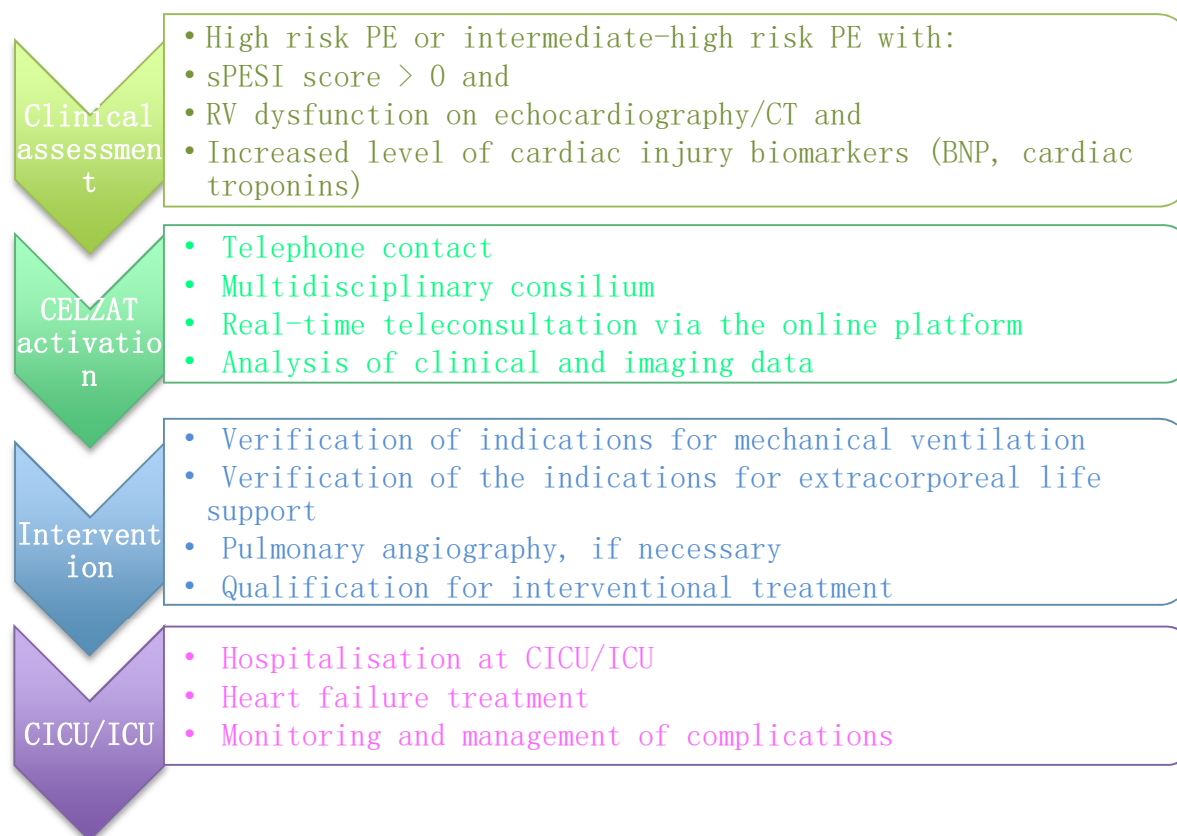 Clinical
assessmen
t
• High risk PE or intermediate-high risk PE with:
• sPESI score > 0 and
• RV dysfunction on echocardiography/CT and
• Increased level of cardiac injury biomarkers (BNP, cardiac
troponins)
CELZAT
activatio
n
• Telephone contact
• Multidisciplinary consilium
• Real-time teleconsultation via the online platform
• Analysis of clinical and imaging data
Intervent
ion
• Verification of indications for mechanical ventilation
• Verification of the indications for extracorporeal life
support
• Pulmonary angiography, if necessary
• Qualification for interventional treatment
CICU/ICU
• Hospitalisation at CICU/ICU
• Heart failure treatment
• Monitoring and management of complications